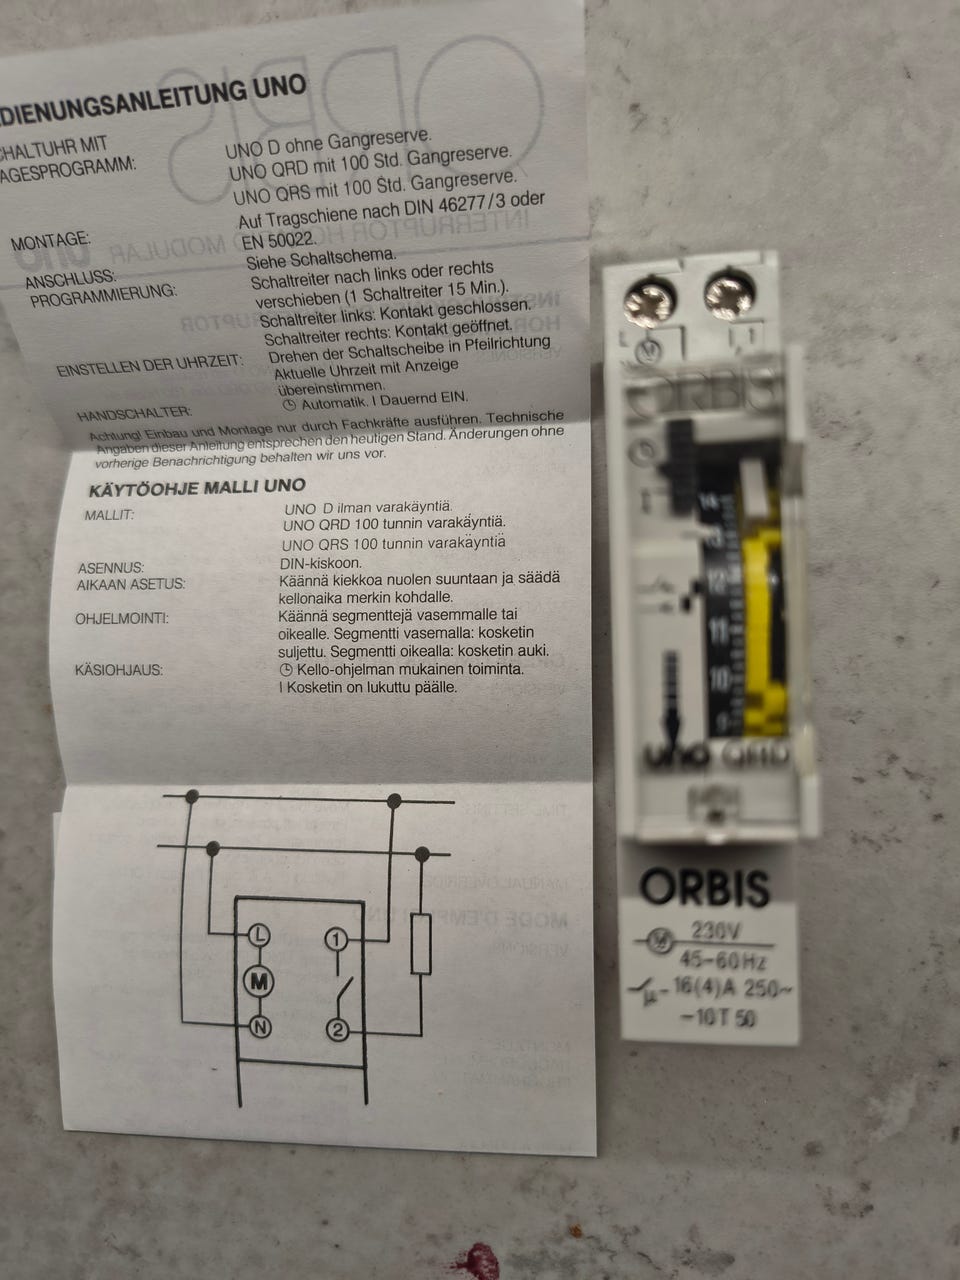 DIENUNGSANLEITUNG UNO
HALTUHR MIT
AGESPROGRAMM:
UNO D ohne Gangreserve.
UNO QRD mit 100 Std. Gangreserve.
UNO QRS mit 100 Std. Gangreserve.
MONTAGE:
Auf Tragschiene nach DIN 46277/3 oder
EN 50022.
ANSCHLUSS:
Siehe Schaltschema.
PROGRAMMIERUNG:
Schaltreiter nach links oder rechts
verschieben (1 Schaltreiter 15 Min.).
Schaltreiter links: Kontakt geschlossen.
Schaltreiter rechts: Kontakt geöffnet.
EINSTELLEN DER UHRZEIT:
Drehen der Schaltscheibe in Pfeilrichtung
Aktuelle Uhrzeit mit Anzeige
übereinstimmen.
HANDSCHALTER:
Automatik. I Dauernd EIN.
Achtung! Einbau und Montage nur durch Fachkräfte ausführen. Technische
Angaben dieser Anleitung entsprechen den heutigen Stand. Änderungen ohne
vorherige Benachrichtigung behalten wir uns vor.
KÄYTÖOHJE MALLI UNO
MALLIT:
UNO D ilman varakäyntiä.
UNO QRD 100 tunnin varakäyntiä.
UNO QRS 100 tunnin varakäyntiä
ASENNUS:
DIN-kiskoon.
AIKAAN ASETUS:
Käännä kiekkoa nuolen suuntaan ja säädä
kellonaika merkin kohdalle.
OHJELMOINTI:
Käännä segmenttejä vasemmalle tai
oikealle. Segmentti vasemalla: kosketin
suljettu. Segmentti oikealla: kosketin auki.
KÄSIOHJAUS:
Kello-ohjelman mukainen toiminta.
I Kosketin on lukuttu päälle.
L
1
M
N
2
L
M
ORBIS
14
12
11
10
9
uno QRD
ORBIS
M 230V
45-60Hz
µ 16(4)A 250~
-10T50